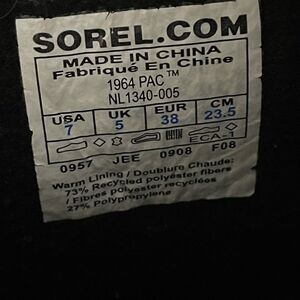 SOREL.COM
MADE IN CHINA
Fabriqué En Chine
1964 PAC™
NL1340-005
USA UK EUR CM
7 5 38 23.5
ECA-1
0957 JEE 0908 F08
Warm Lining / Doublure Chaude:
73% Recycled polyester fibers
/ Fibres polyester recyclées
27% Polypropylene